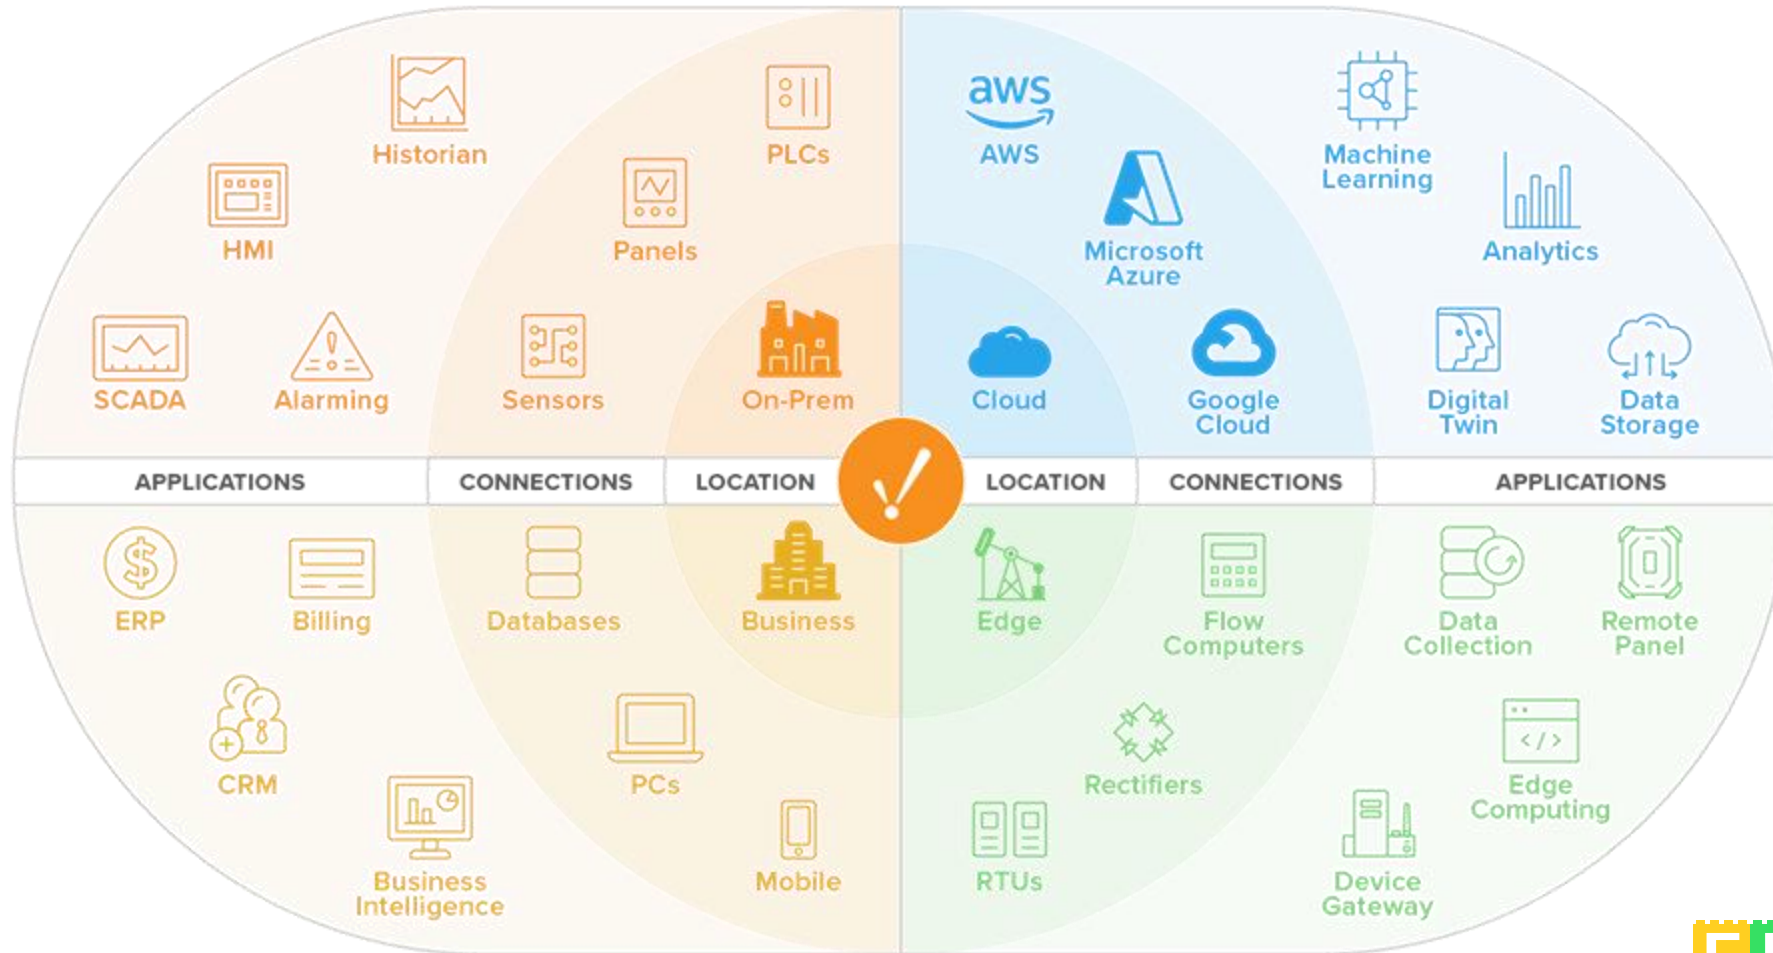 Historian
PLCs
aws
AWS
Machine
Learning
HMI
Panels
Microsoft
Azure
Analytics
SCADA
Alarming
Sensors
On-Prem
Cloud
Google
Cloud
Digital
Twin
Data
Storage
APPLICATIONS
CONNECTIONS
LOCATION
LOCATION
CONNECTIONS
APPLICATIONS
ERP
Billing
Databases
Business
Edge
Flow
Computers
Data
Collection
Remote
Panel
CRM
PCs
Rectifiers
Edge
Computing
Business
Intelligence
Mobile
RTUs
Device
Gateway